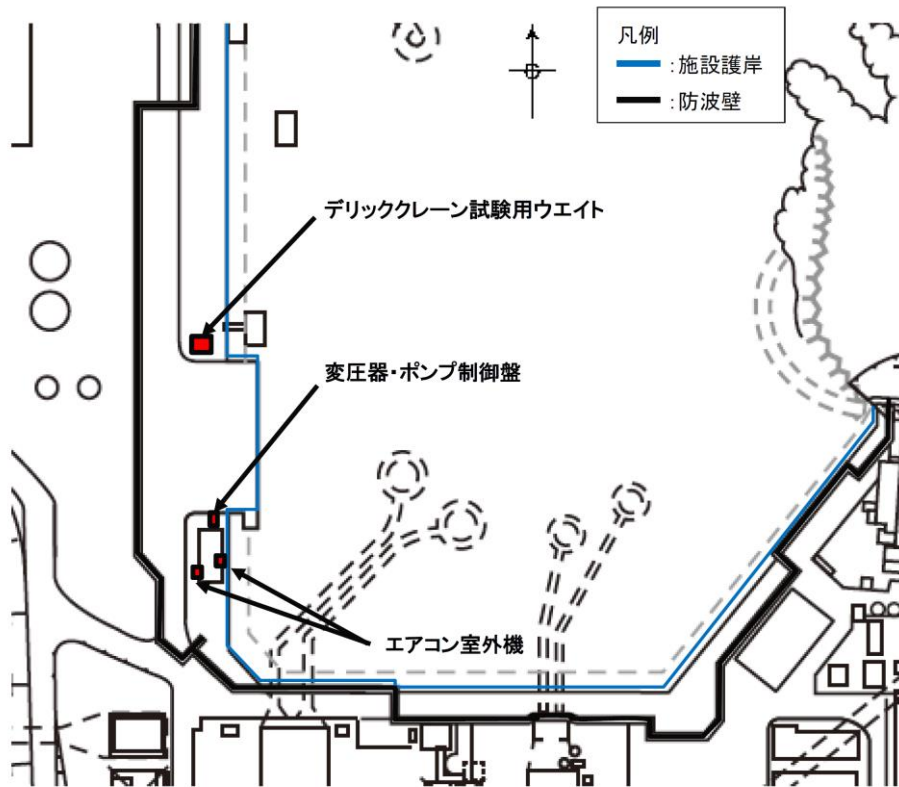 凡例
:施設護岸
:防波壁
デリッククレーン試験用ウエイト
変圧器・ポンプ制御盤
エアコン室外機